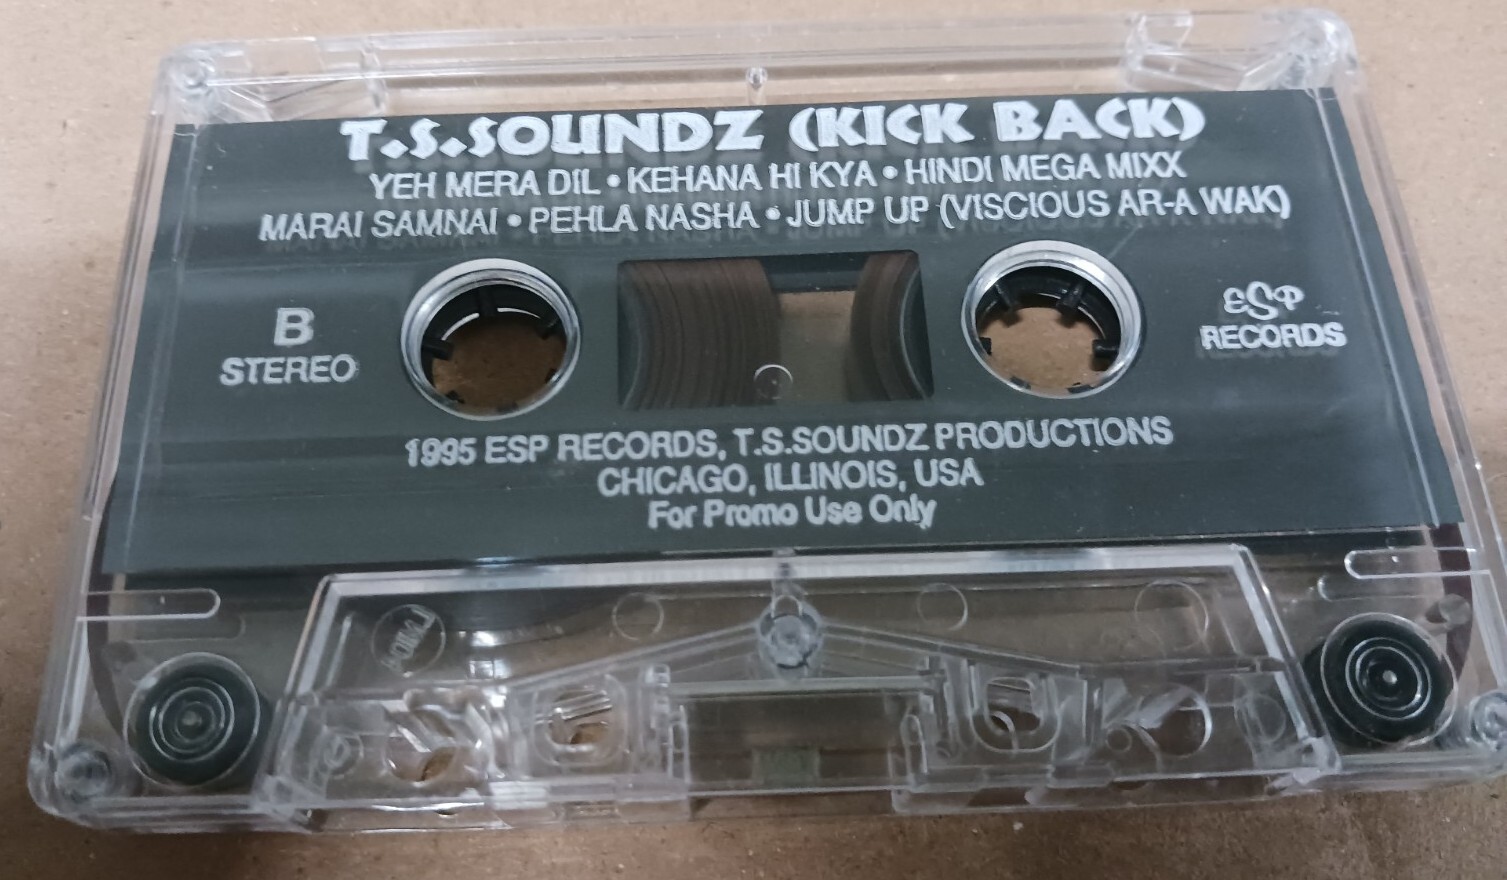 T.S.SOUNDZ (KICK BACK)
YEH MERA DIL • KEHANA HI KYA • HINDI MEGA MIXX
MARAI SAMNAI • PEHLA NASHA • JUMP UP (VISCIOUS AR-A WAK)
B
STEREO
ESP
RECORDS
1995 ESP RECORDS, T.S.SOUNDZ PRODUCTIONS
CHICAGO, ILLINOIS, USA
For Promo Use Only